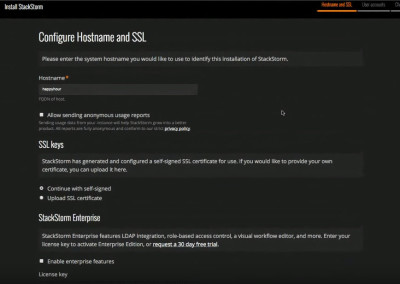 Install StackStorm
Hostname and SSL
User accounts
Configure Hostname and SSL
Please enter the system hostname you would like to use to identify this installation of StackStorm.
Hostname *
happyhour
FQDN of host
Allow sending anonymous usage reports
Sending usage data from your browser will help StackStorm grow into a better
product. All reports are fully anonymous and conform to our strict privacy policy.
SSL keys
StackStorm has generated and configured a self-signed SSL certificate for use. If you would like to provide your own
certificate, you can upload it here.
Continue with self-signed
Upload SSL certificate
StackStorm Enterprise
StackStorm Enterprise features LDAP Integration, role-based access control, a visual workflow editor, and more. Enter your
license key to activate Enterprise Edition, or request a 30 day free trial.
Enable enterprise features
License key